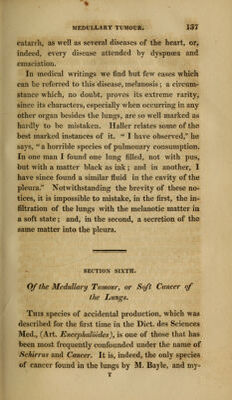 MEDULLARY TUMOUR. 137
catarrh, as well as several diseases of the heart, or,
indeed, every disease attended by dyspnœa and
emaciation.
In medical writings we find but few cases which
can be referred to this disease, melanosis; a circum-
stance which, no doubt, proves its extreme rarity,
since its characters, especially when occurring in any
other organ besides the lungs, are so well marked as
hardly to be mistaken. Haller relates some of the
best marked instances of it. “I have observed,” he
says, “a horrible species of pulmonary consumption.
In one man I found one lung filled, not with pus,
but with a matter black as ink; and in another, I
have since found a similar fluid in the cavity of the
pleura.” Notwithstanding the brevity of these no-
tices, it is impossible to mistake, in the first, the in-
filtration of the lungs with the melanotic matter in
a soft state; and, in the second, a secretion of the
same matter into the pleura.
SECTION SIXTH.
Of the Medullary Tumour, or Soft Cancer of
the Lungs.
This species of accidental production, which was
described for the first time in the Dict. des Sciences
Med., (Art. Encephaloides), is one of those that has
been most frequently confounded under the name of
Schirrus and Cancer. It is, indeed, the only species
of cancer found in the lungs by M. Bayle, and my-
T